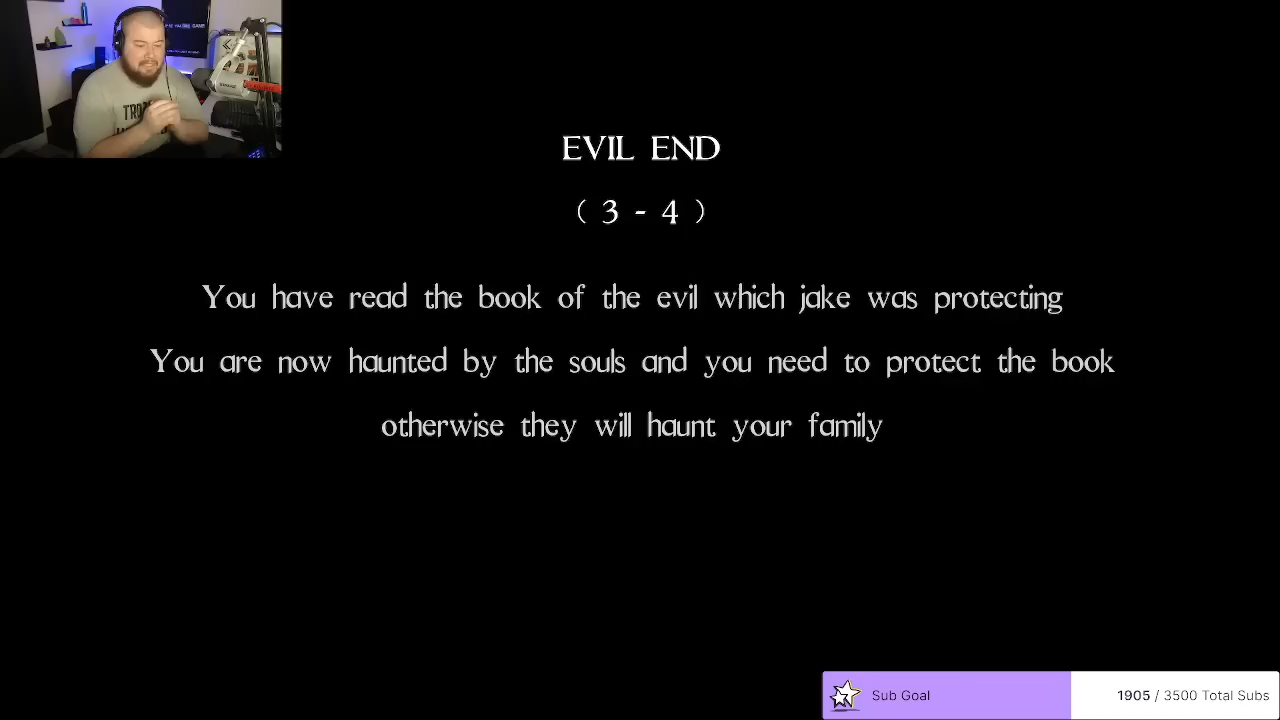 EVIL END
( 3 - 4 )
You have read the book of the evil which jake was protecting
You are now haunted by the souls and you need to protect the book
otherwise they will haunt your family
Sub Goal
1905 / 3500 Total Subs